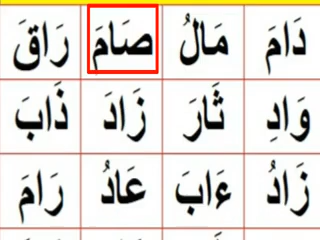 دَامَ مَالُ صَامَ رَاقَ
وَادِ ثَارَ زَادَ ذَابَ
زَادُ ءَابَ عَادُ رَامَ